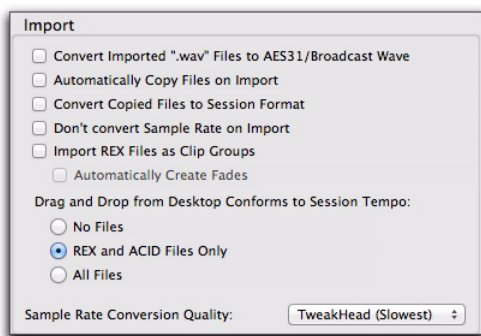 Import
Convert Imported ".wav" Files to AES31/Broadcast Wave
Automatically Copy Files on Import
Convert Copied Files to Session Format
Don't convert Sample Rate on Import
Import REX Files as Clip Groups
Automatically Create Fades
Drag and Drop from Desktop Conforms to Session Tempo:
No Files
REX and ACID Files Only
All Files
Sample Rate Conversion Quality: TweakHead (Slowest)